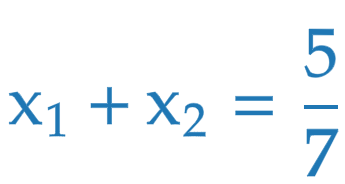 x₁ + x₂ = 5/7